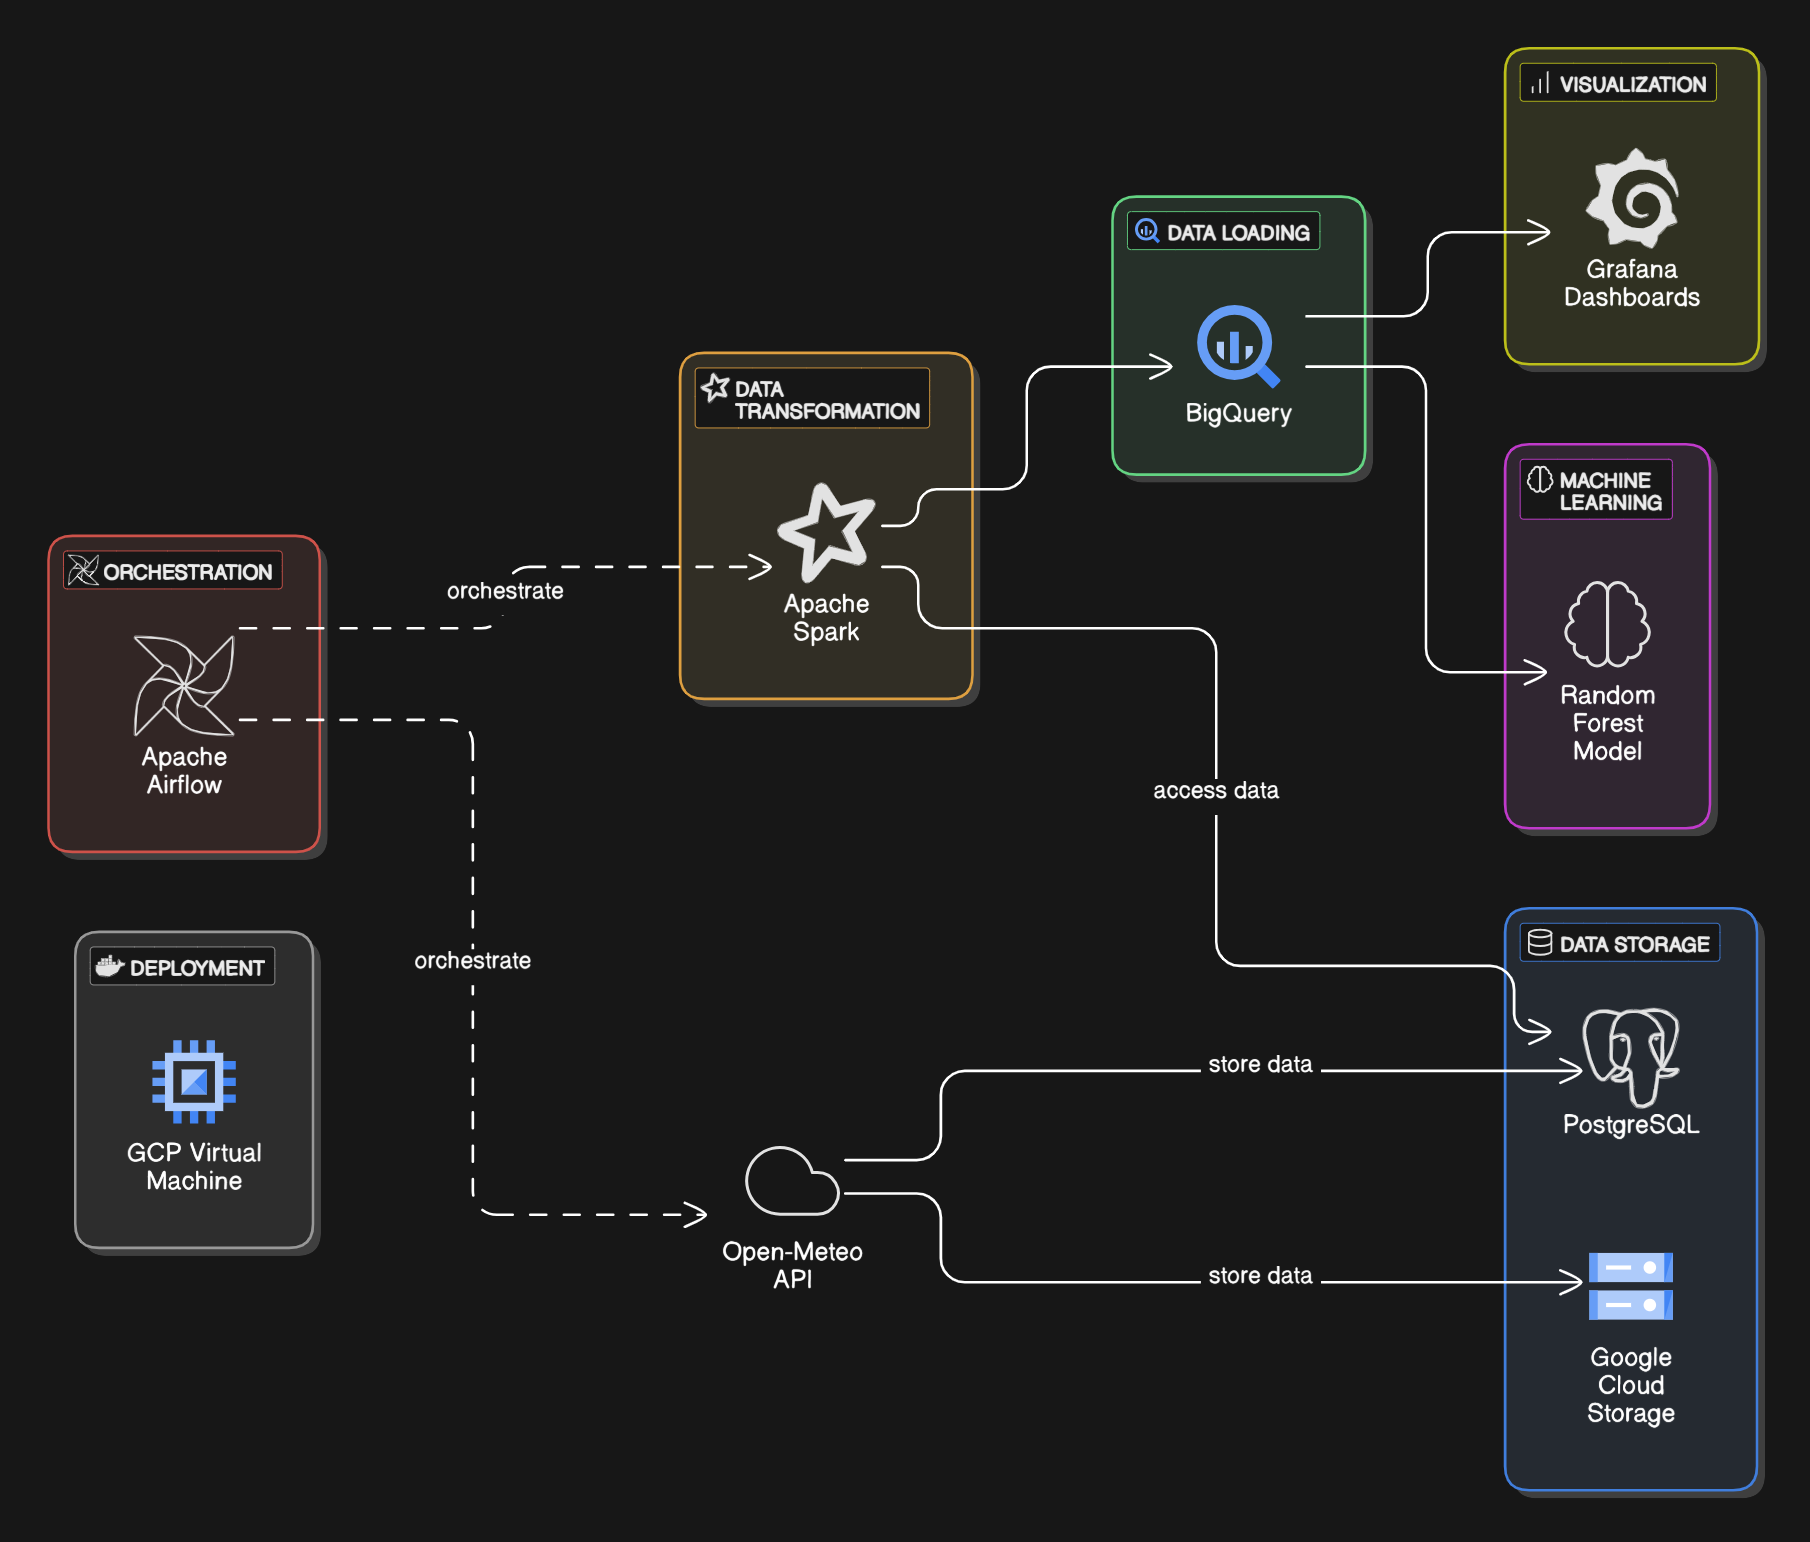 VISUALIZATION
Grafana
Dashboards
DATA LOADING
BigQuery
DATA
TRANSFORMATION
Apache
Spark
MACHINE
LEARNING
Random
Forest
Model
ORCHESTRATION
Apache
Airflow
orchestrate
orchestrate
access data
DEPLOYMENT
GCP Virtual
Machine
Open-Meteo
API
store data
store data
DATA STORAGE
PostgreSQL
Google
Cloud
Storage